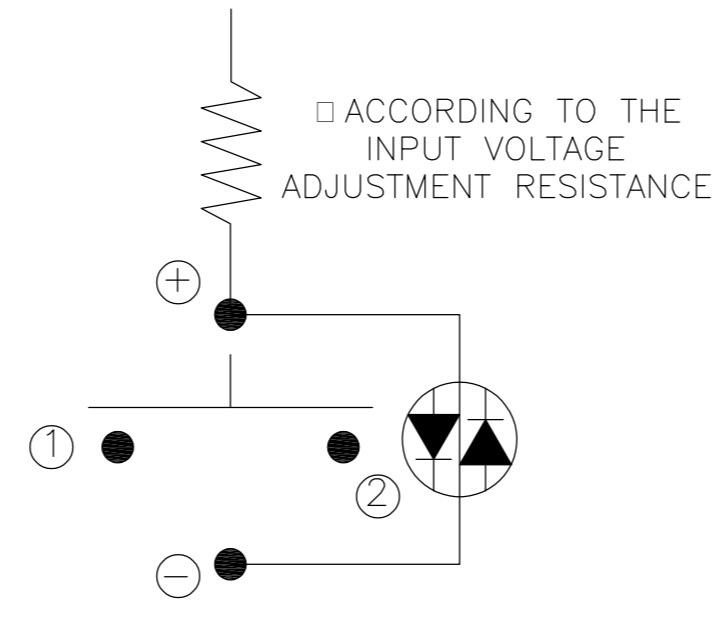 □ ACCORDING TO THE
INPUT VOLTAGE
ADJUSTMENT RESISTANCE
+
1
2
−